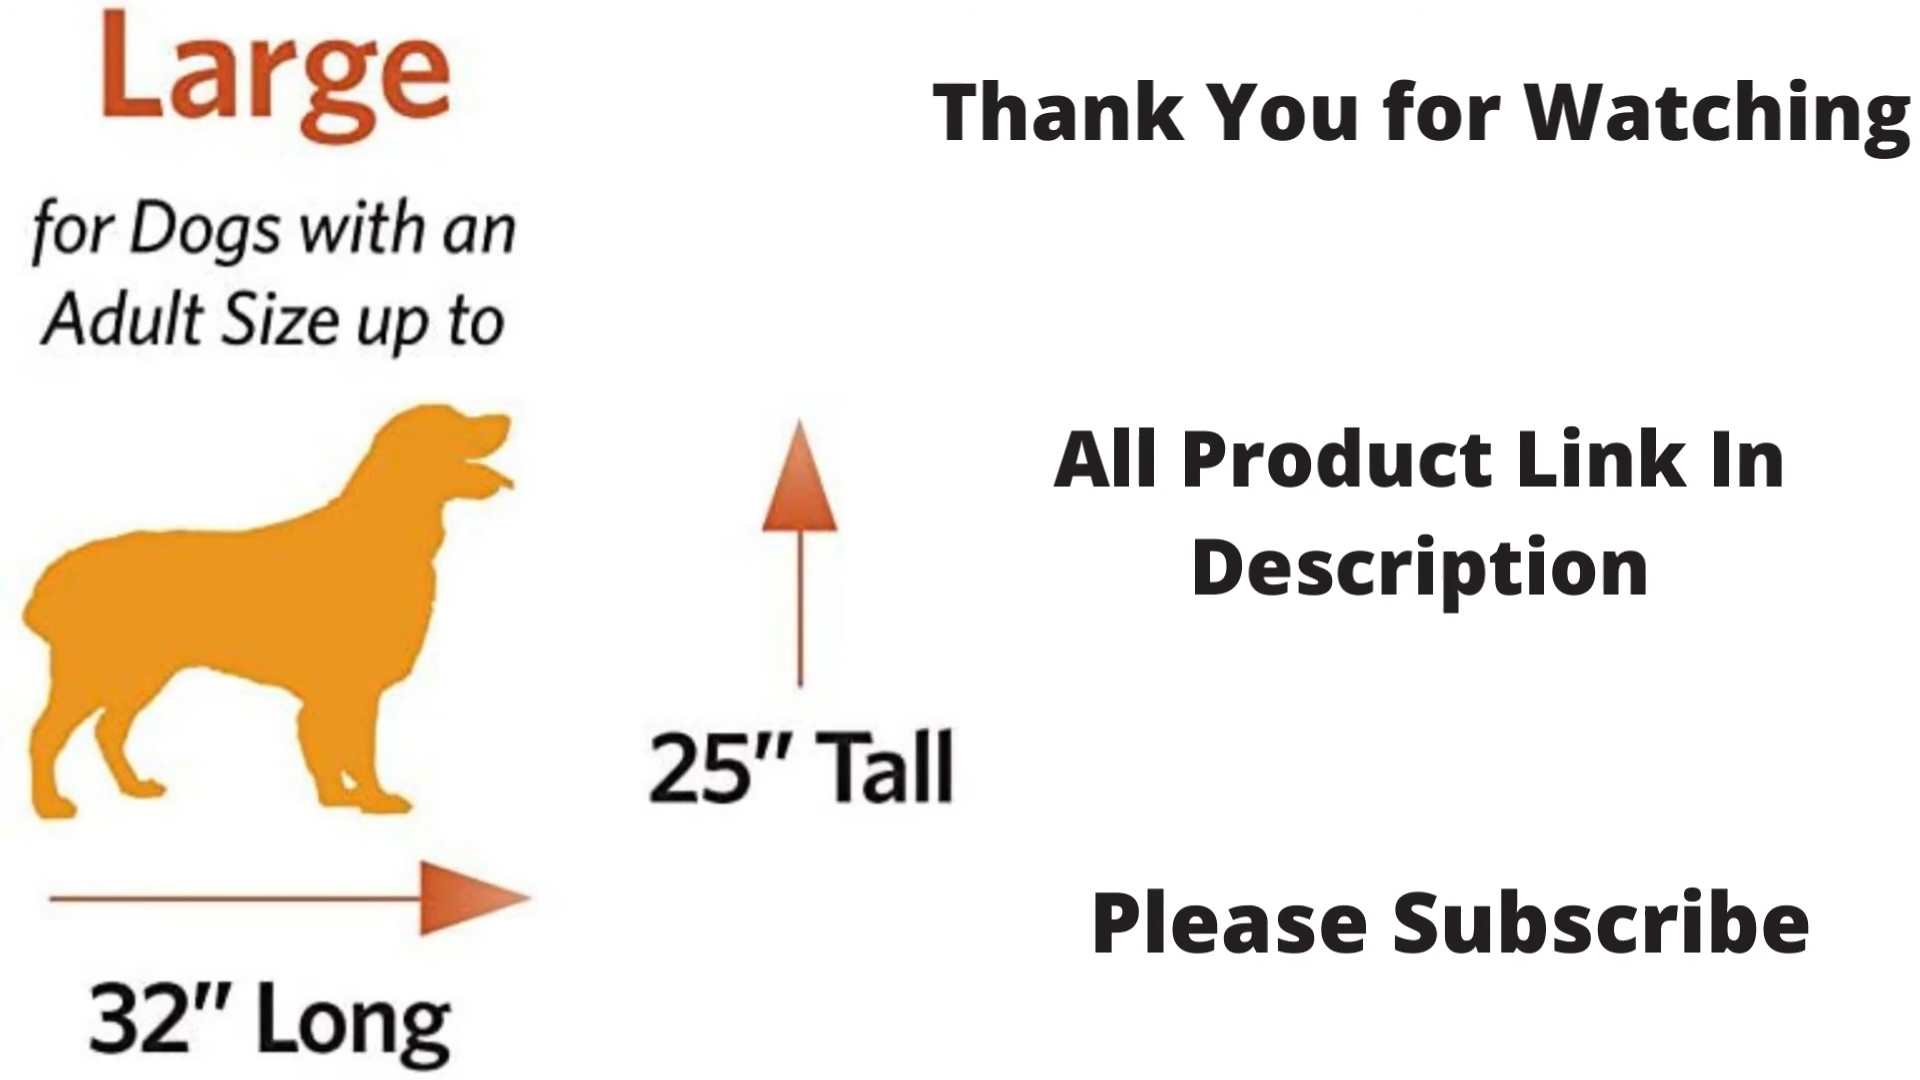 Large
for Dogs with an
Adult Size up to
25" Tall
32" Long
Thank You for Watching
All Product Link In
Description
Please Subscribe